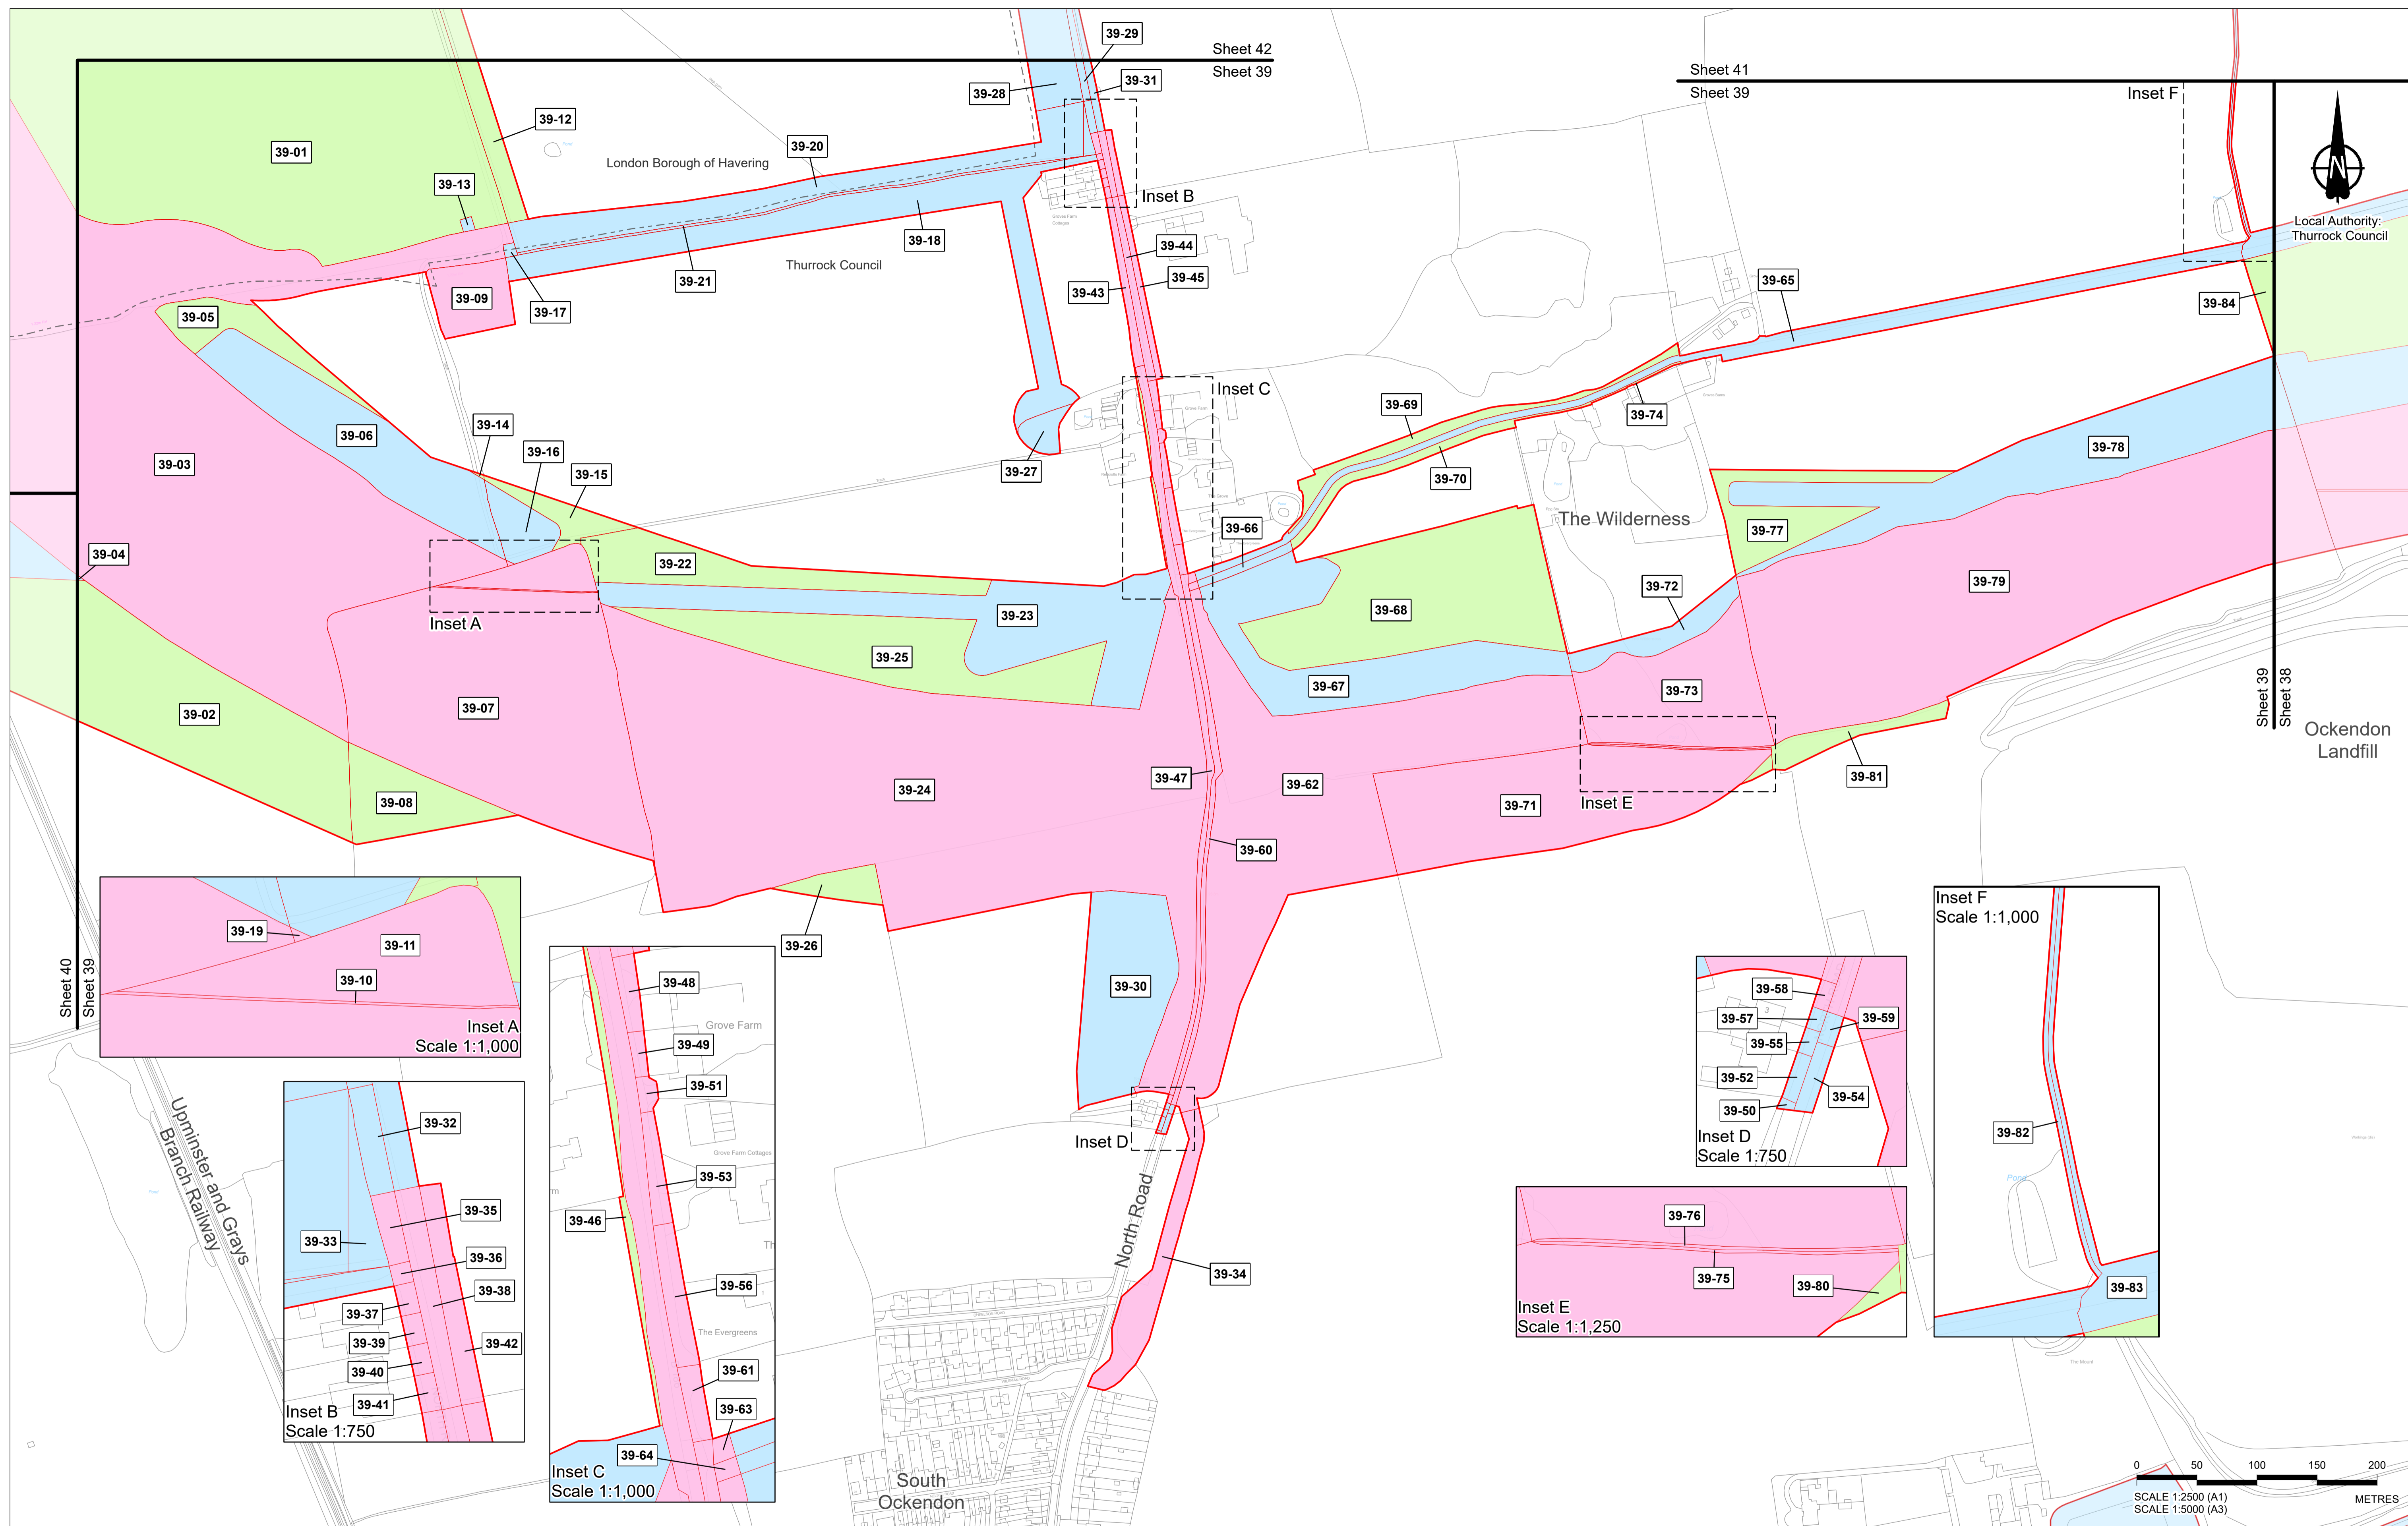 Sheet 42
Sheet 39
Sheet 41
Sheet 39
Inset F
39-29
39-31
39-28
39-12
39-01
39-20
London Borough of Havering
39-13
Inset B
N
Local Authority:
Thurrock Council
39-18
39-44
39-45
39-43
Thurrock Council
39-21
39-09
39-17
39-65
39-84
39-05
Inset C
39-69
39-74
39-14
39-06
39-16
39-15
39-03
39-27
39-70
39-78
39-66
The Wilderness
39-77
39-04
39-22
39-79
39-72
39-68
39-23
Inset A
39-25
39-67
39-73
Sheet 39
Sheet 38
39-02
39-07
Ockendon
Landfill
39-47
39-62
39-24
39-81
39-08
Inset E
39-71
39-60
39-26
39-30
Inset D
North Road
39-34
Sheet 40
Sheet 39
39-19
39-11
39-10
Inset A
Scale 1:1,000
Upminster and Grays
Branch Railway
39-32
39-35
39-33
39-36
39-38
39-37
39-39
39-42
39-40
39-41
Inset B
Scale 1:750
39-48
Grove Farm
39-49
39-51
Grove Farm Cottages
39-53
39-46
39-56
The Evergreens
39-61
39-63
39-64
Inset C
Scale 1:1,000
39-58
3
39-57
39-59
39-55
39-52
39-54
39-50
Inset D
Scale 1:750
39-76
39-75
39-80
Inset E
Scale 1:1,250
Inset F
Scale 1:1,000
39-82
Pond
39-83
The Mount
South
Ockendon
0 50 100 150 200
SCALE 1:2500 (A1)
SCALE 1:5000 (A3)
METRES